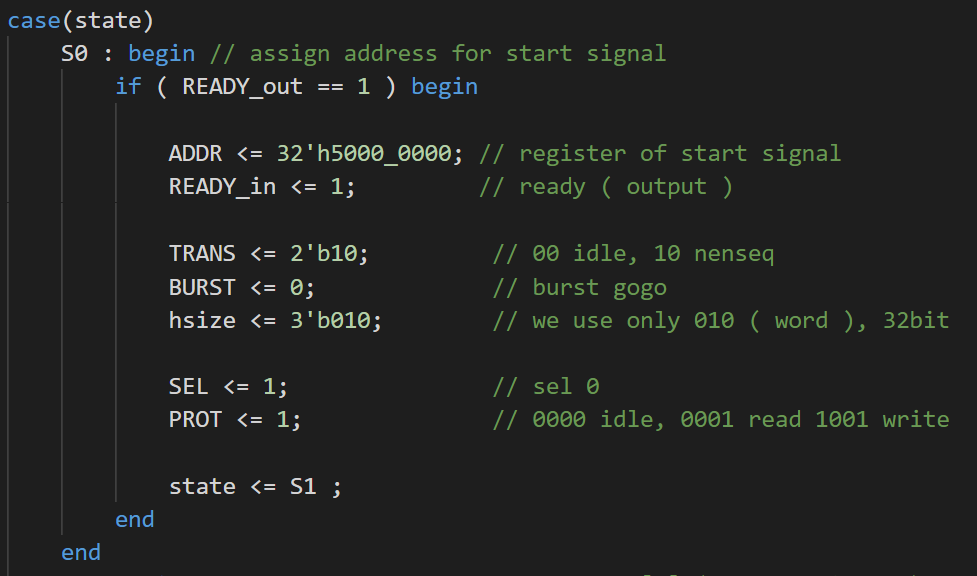 case(state)
S0 : begin // assign address for start signal
if ( READY_out == 1 ) begin
ADDR <= 32'h5000_0000; // register of start signal
READY_in <= 1; // ready ( output )
TRANS <= 2'b10; // 00 idle, 10 nenseq
BURST <= 0; // burst gogo
hsize <= 3'b010; // we use only 010 ( word ), 32bit
SEL <= 1; // sel 0
PROT <= 1; // 0000 idle, 0001 read 1001 write
state <= S1 ;
end
end